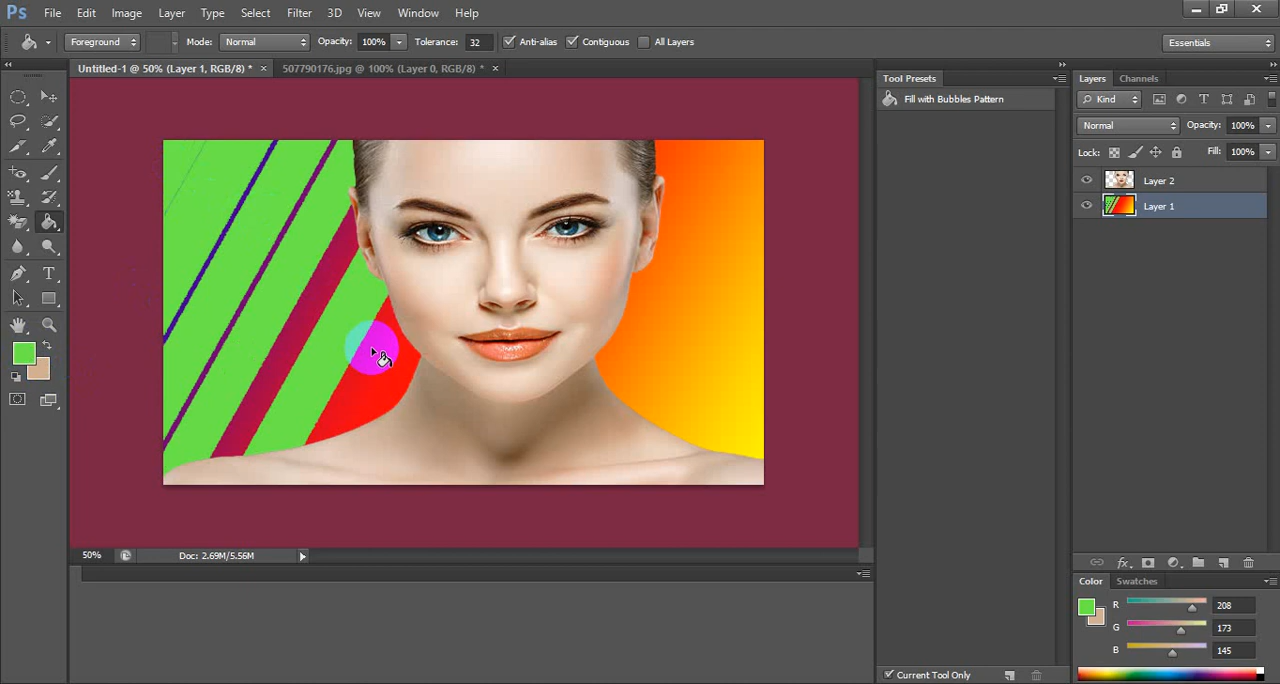 Ps File Edit Image Layer Type Select Filter 3D View Window Help
Foreground Mode: Normal Opacity: 100% Tolerance: 32 Anti-alias Contiguous All Layers Essentials
Untitled-1 @ 50% (Layer 1, RGB/8) * × 507790176.jpg @ 100% (Layer 0, RGB/8) * ×
Tool Presets
Fill with Bubbles Pattern
Current Tool Only
Layers Channels
Kind
Normal Opacity: 100%
Lock: Fill: 100%
Layer 2
Layer 1
fx
50% Doc: 2.69M/5.56M
Color Swatches
R 208
G 173
B 145